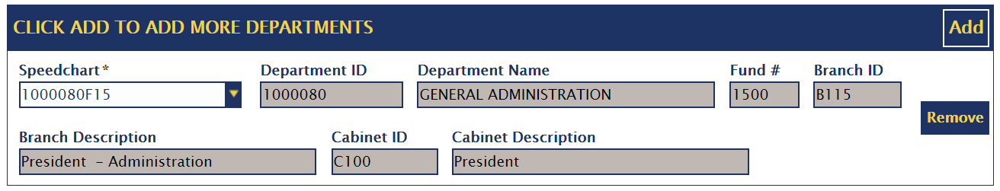 CLICK ADD TO ADD MORE DEPARTMENTS Add
Speedchart* Department ID Department Name Fund # Branch ID
1000080F15 1000080 GENERAL ADMINISTRATION 1500 B115
Remove
Branch Description Cabinet ID Cabinet Description
President - Administration C100 President